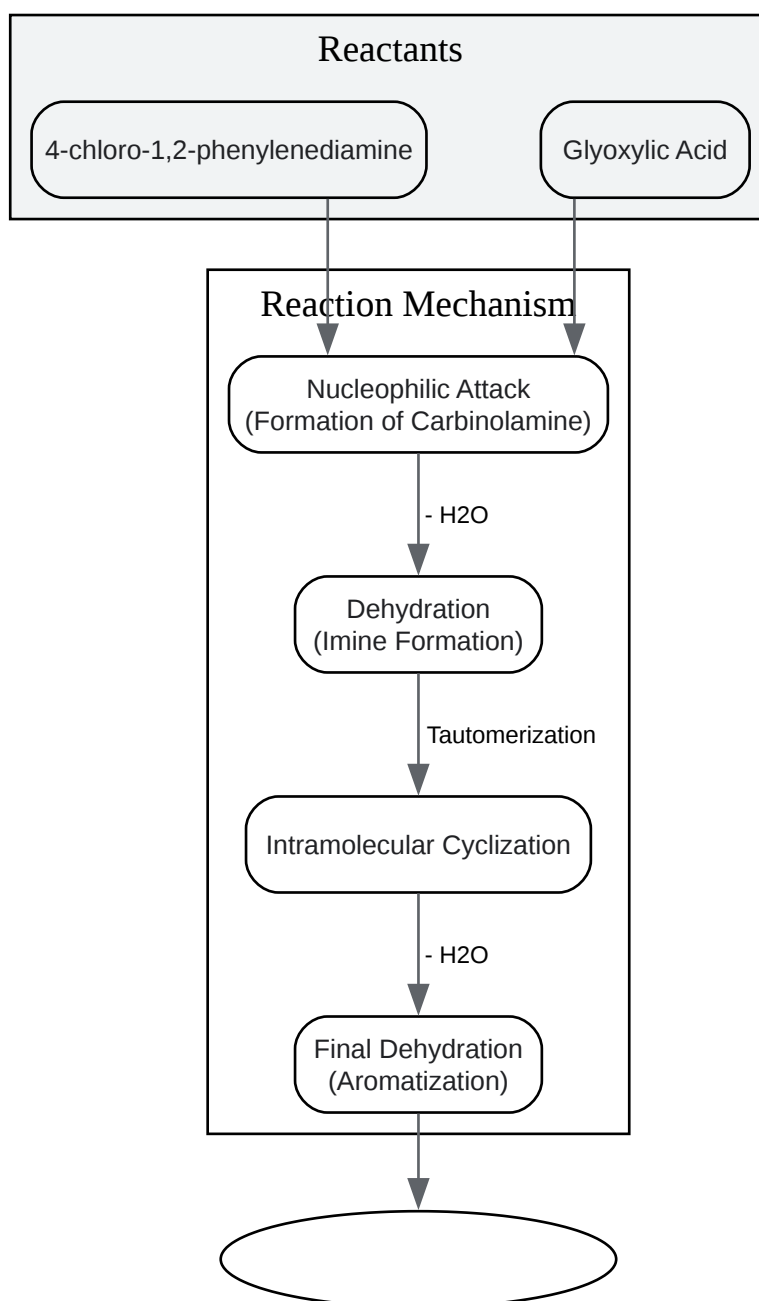 Reactants
4-chloro-1,2-phenylenediamine
Glyoxylic Acid
Reaction Mechanism
Nucleophilic Attack
(Formation of Carbinolamine)
- H2O
Dehydration
(Imine Formation)
Tautomerization
Intramolecular Cyclization
- H2O
Final Dehydration
(Aromatization)